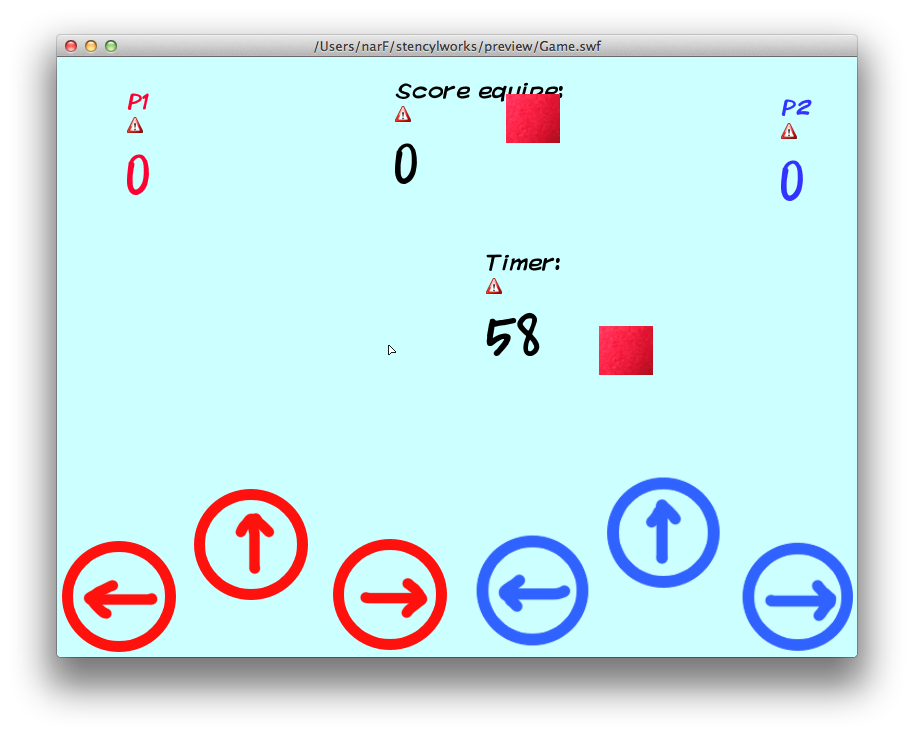 /Users/narF/stencylworks/preview/Game.swf
P1
0
Score equipe:
0
P2
0
Timer:
58